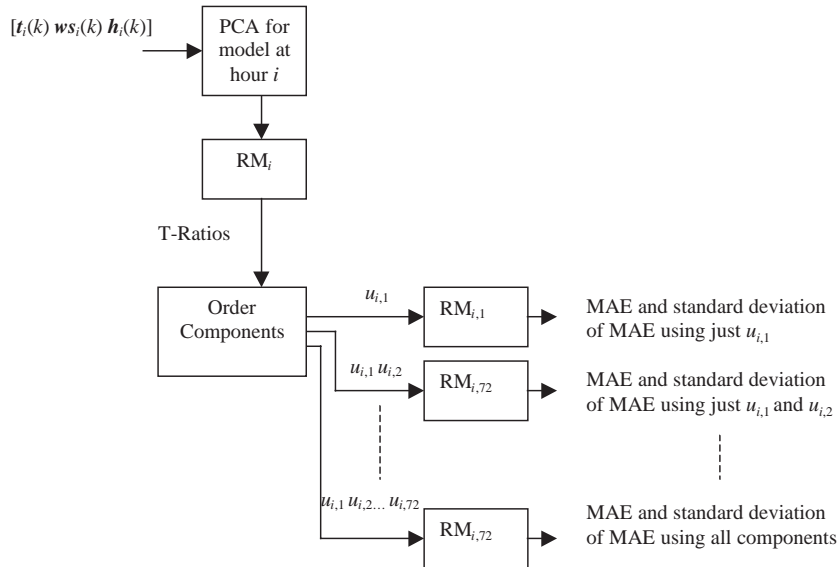 [t_i(k) ws_i(k) h_i(k)]
PCA for
model at
hour i
RM_i
T-Ratios
Order
Components
u_{i,1}
RM_{i,1}
MAE and standard deviation
of MAE using just u_{i,1}
u_{i,1} u_{i,2}
RM_{i,72}
MAE and standard deviation
of MAE using just u_{i,1} and u_{i,2}
u_{i,1} u_{i,2}... u_{i,72}
RM_{i,72}
MAE and standard deviation
of MAE using all components